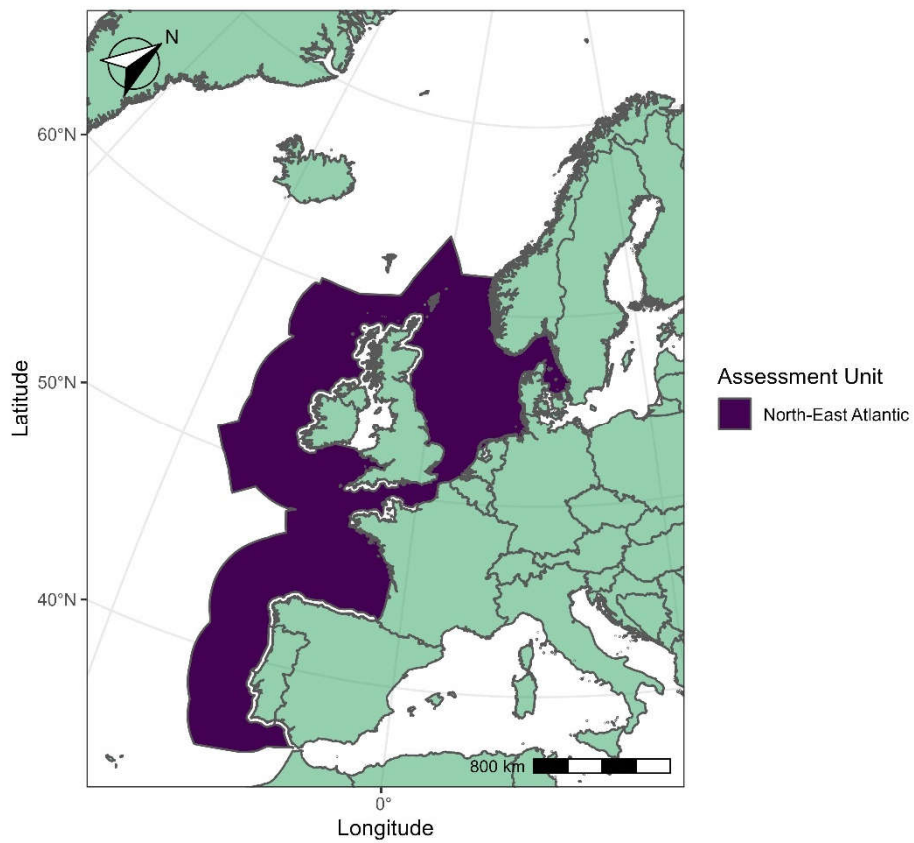 N
60°N
50°N
40°N
Latitude
Assessment Unit
North-East Atlantic
800 km
0°
Longitude